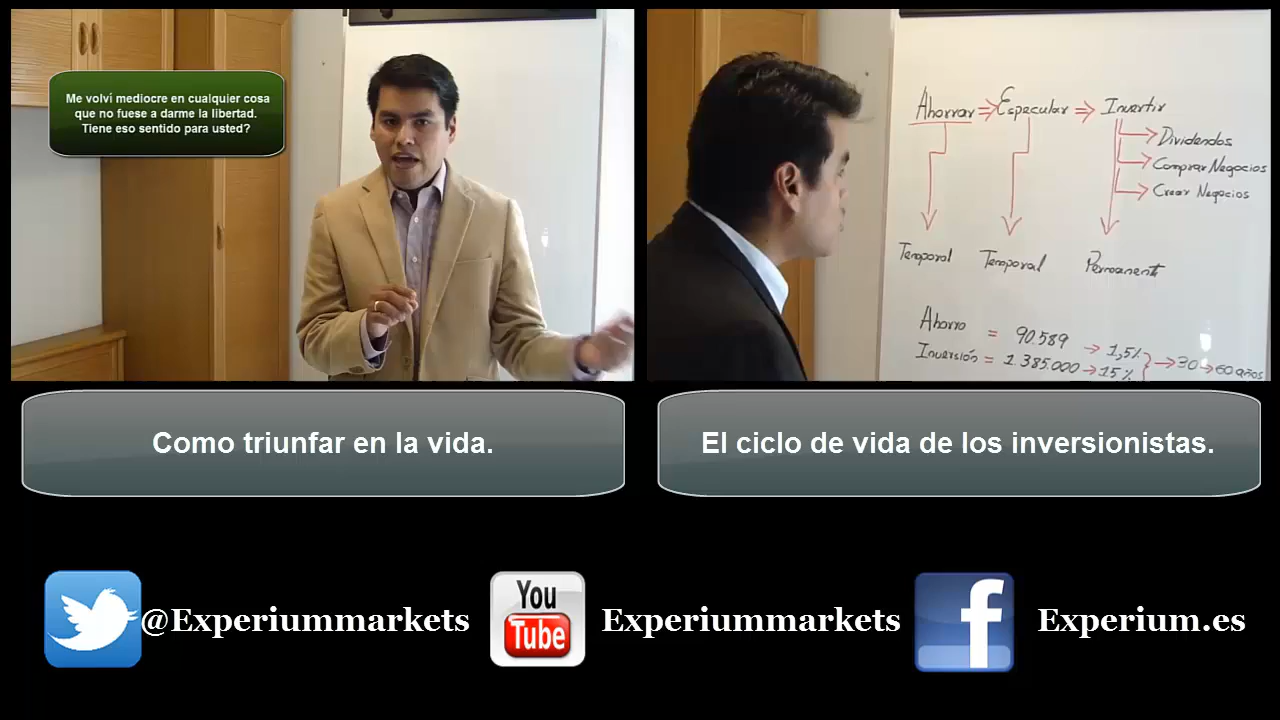 Me volví mediocre en cualquier cosa
que no fuese a darme la libertad.
Tiene eso sentido para usted?
Ahorrar => Especular => Invertir
Dividendos
Comprar Negocios
Crear Negocios
Temporal Temporal Permanente
Ahorro = 90.589 → 1,5%
Inversión = 1.385.000 → 15% → 30 → 60 años
Como triunfar en la vida.
El ciclo de vida de los inversionistas.
@Experiummarkets
You
Tube
Experiummarkets
f
Experium.es